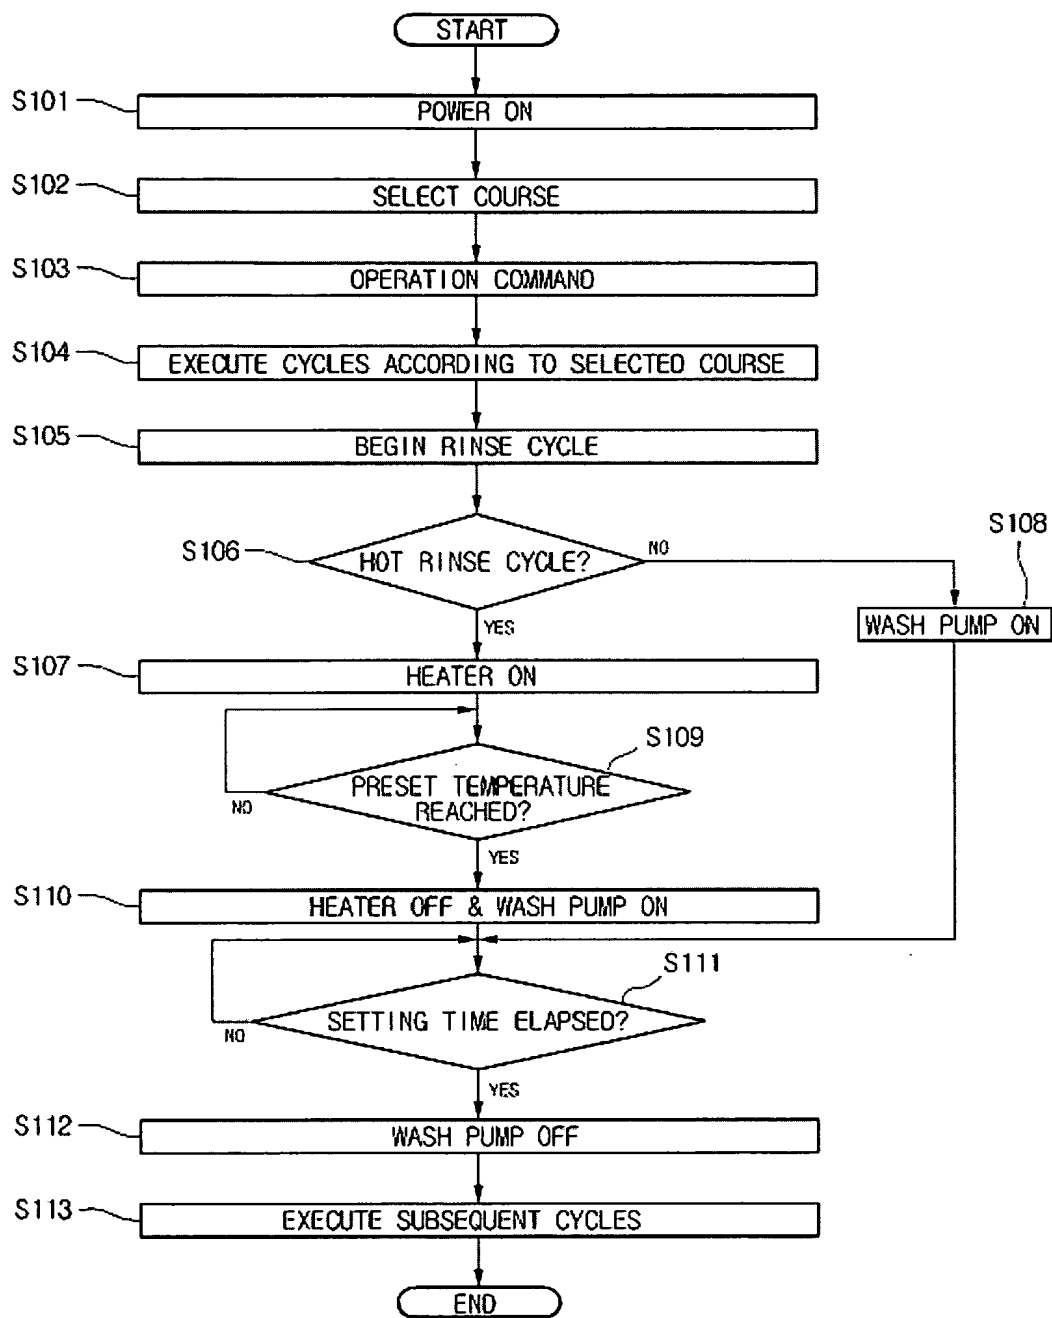 START
S101
POWER ON
S102
SELECT COURSE
S103
OPERATION COMMAND
S104
EXECUTE CYCLES ACCORDING TO SELECTED COURSE
S105
BEGIN RINSE CYCLE
S106
HOT RINSE CYCLE?
NO
S108
WASH PUMP ON
YES
S107
HEATER ON
S109
PRESET TEMPERATURE
REACHED?
NO
YES
S110
HEATER OFF & WASH PUMP ON
S111
SETTING TIME ELAPSED?
NO
YES
S112
WASH PUMP OFF
S113
EXECUTE SUBSEQUENT CYCLES
END